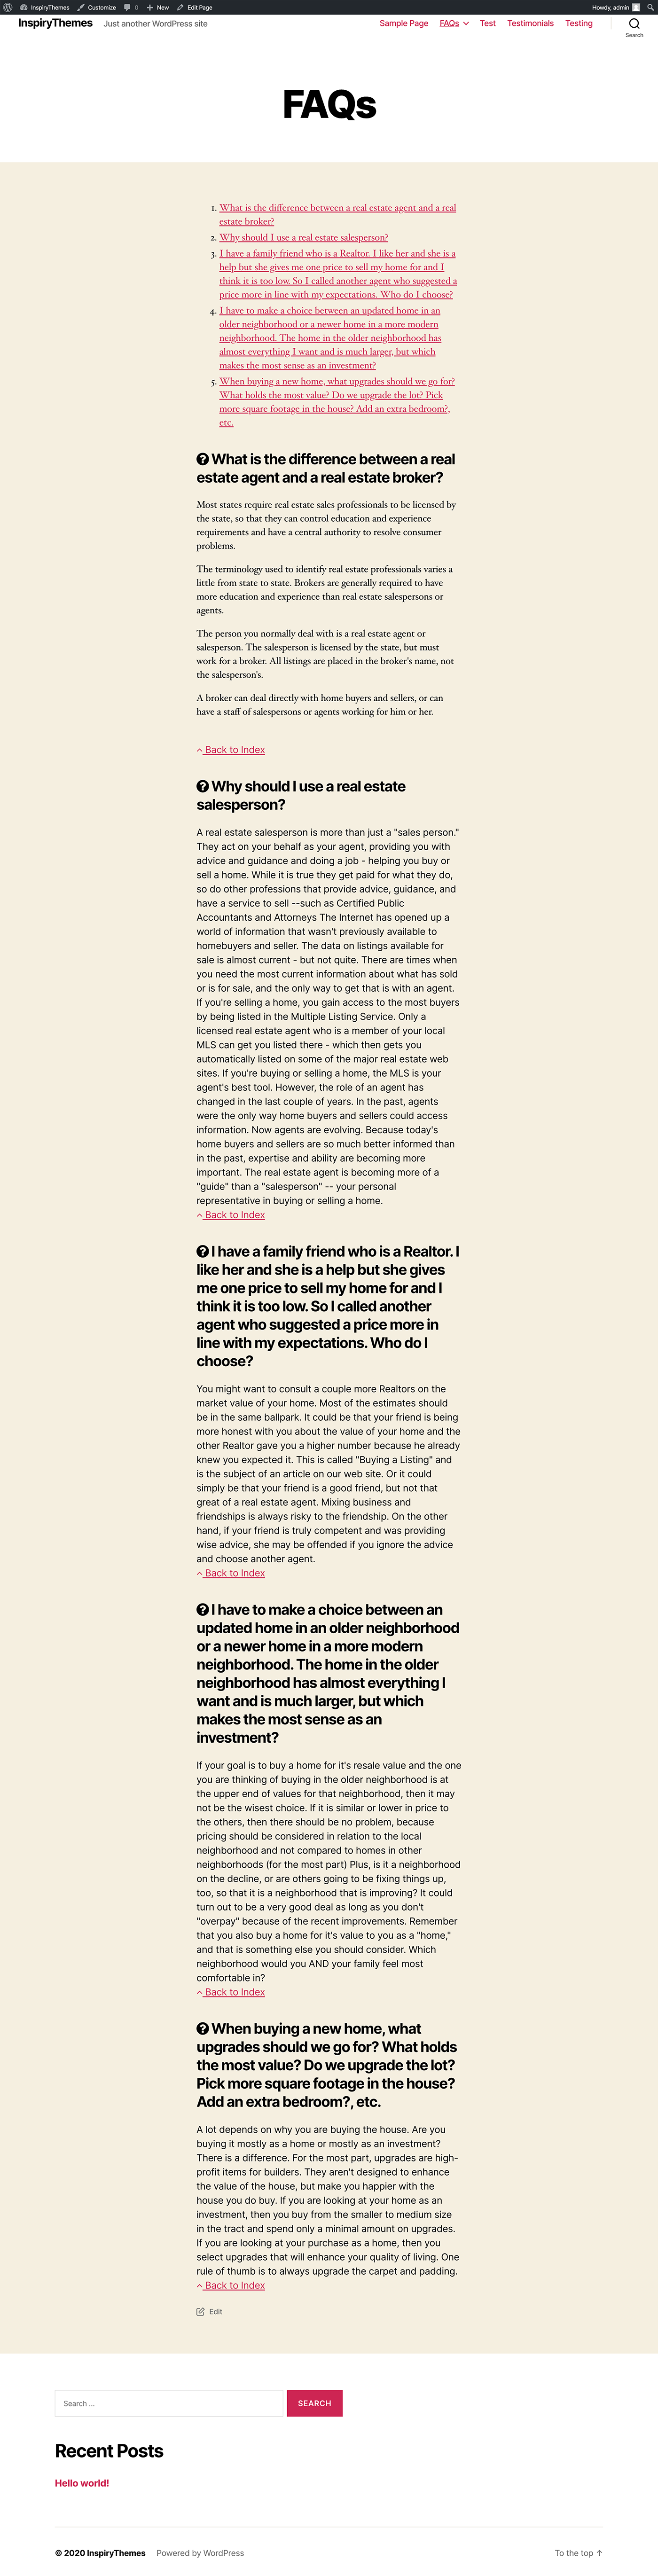 InspiryThemes Customize 0 New Edit Page Howdy, admin
InspiryThemes Just another WordPress site Sample Page FAQs Test Testimonials Testing
Search
FAQs
1. What is the difference between a real estate agent and a real
estate broker?
2. Why should I use a real estate salesperson?
3. I have a family friend who is a Realtor. I like her and she is a
help but she gives me one price to sell my home for and I
think it is too low. So I called another agent who suggested a
price more in line with my expectations. Who do I choose?
4. I have to make a choice between an updated home in an
older neighborhood or a newer home in a more modern
neighborhood. The home in the older neighborhood has
almost everything I want and is much larger, but which
makes the most sense as an investment?
5. When buying a new home, what upgrades should we go for?
What holds the most value? Do we upgrade the lot? Pick
more square footage in the house? Add an extra bedroom?,
etc.
What is the difference between a real
estate agent and a real estate broker?
Most states require real estate sales professionals to be licensed by
the state, so that they can control education and experience
requirements and have a central authority to resolve consumer
problems.
The terminology used to identify real estate professionals varies a
little from state to state. Brokers are generally required to have
more education and experience than real estate salespersons or
agents.
The person you normally deal with is a real estate agent or
salesperson. The salesperson is licensed by the state, but must
work for a broker. All listings are placed in the broker's name, not
the salesperson's.
A broker can deal directly with home buyers and sellers, or can
have a staff of salespersons or agents working for him or her.
Back to Index
Why should I use a real estate
salesperson?
A real estate salesperson is more than just a "sales person."
They act on your behalf as your agent, providing you with
advice and guidance and doing a job - helping you buy or
sell a home. While it is true they get paid for what they do,
so do other professions that provide advice, guidance, and
have a service to sell --such as Certified Public
Accountants and Attorneys The Internet has opened up a
world of information that wasn't previously available to
homebuyers and seller. The data on listings available for
sale is almost current - but not quite. There are times when
you need the most current information about what has sold
or is for sale, and the only way to get that is with an agent.
If you're selling a home, you gain access to the most buyers
by being listed in the Multiple Listing Service. Only a
licensed real estate agent who is a member of your local
MLS can get you listed there - which then gets you
automatically listed on some of the major real estate web
sites. If you're buying or selling a home, the MLS is your
agent's best tool. However, the role of an agent has
changed in the last couple of years. In the past, agents
were the only way home buyers and sellers could access
information. Now agents are evolving. Because today's
home buyers and sellers are so much better informed than
in the past, expertise and ability are becoming more
important. The real estate agent is becoming more of a
"guide" than a "salesperson" -- your personal
representative in buying or selling a home.
Back to Index
I have a family friend who is a Realtor. I
like her and she is a help but she gives
me one price to sell my home for and I
think it is too low. So I called another
agent who suggested a price more in
line with my expectations. Who do I
choose?
You might want to consult a couple more Realtors on the
market value of your home. Most of the estimates should
be in the same ballpark. It could be that your friend is being
more honest with you about the value of your home and the
other Realtor gave you a higher number because he already
knew you expected it. This is called "Buying a Listing" and
is the subject of an article on our web site. Or it could
simply be that your friend is a good friend, but not that
great of a real estate agent. Mixing business and
friendships is always risky to the friendship. On the other
hand, if your friend is truly competent and was providing
wise advice, she may be offended if you ignore the advice
and choose another agent.
Back to Index
I have to make a choice between an
updated home in an older neighborhood
or a newer home in a more modern
neighborhood. The home in the older
neighborhood has almost everything I
want and is much larger, but which
makes the most sense as an
investment?
If your goal is to buy a home for it's resale value and the one
you are thinking of buying in the older neighborhood is at
the upper end of values for that neighborhood, then it may
not be the wisest choice. If it is similar or lower in price to
the others, then there should be no problem, because
pricing should be considered in relation to the local
neighborhood and not compared to homes in other
neighborhoods (for the most part) Plus, is it a neighborhood
on the decline, or are others going to be fixing things up,
too, so that it is a neighborhood that is improving? It could
turn out to be a very good deal as long as you don't
"overpay" because of the recent improvements. Remember
that you also buy a home for it's value to you as a "home,"
and that is something else you should consider. Which
neighborhood would you AND your family feel most
comfortable in?
Back to Index
When buying a new home, what
upgrades should we go for? What holds
the most value? Do we upgrade the lot?
Pick more square footage in the house?
Add an extra bedroom?, etc.
A lot depends on why you are buying the house. Are you
buying it mostly as a home or mostly as an investment?
There is a difference. For the most part, upgrades are high-
profit items for builders. They aren't designed to enhance
the value of the house, but make you happier with the
house you do buy. If you are looking at your home as an
investment, then you buy from the smaller to medium size
in the tract and spend only a minimal amount on upgrades.
If you are looking at your purchase as a home, then you
select upgrades that will enhance your quality of living. One
rule of thumb is to always upgrade the carpet and padding.
Back to Index
Edit
Search … SEARCH
Recent Posts
Hello world!
© 2020 InspiryThemes Powered by WordPress To the top ↑